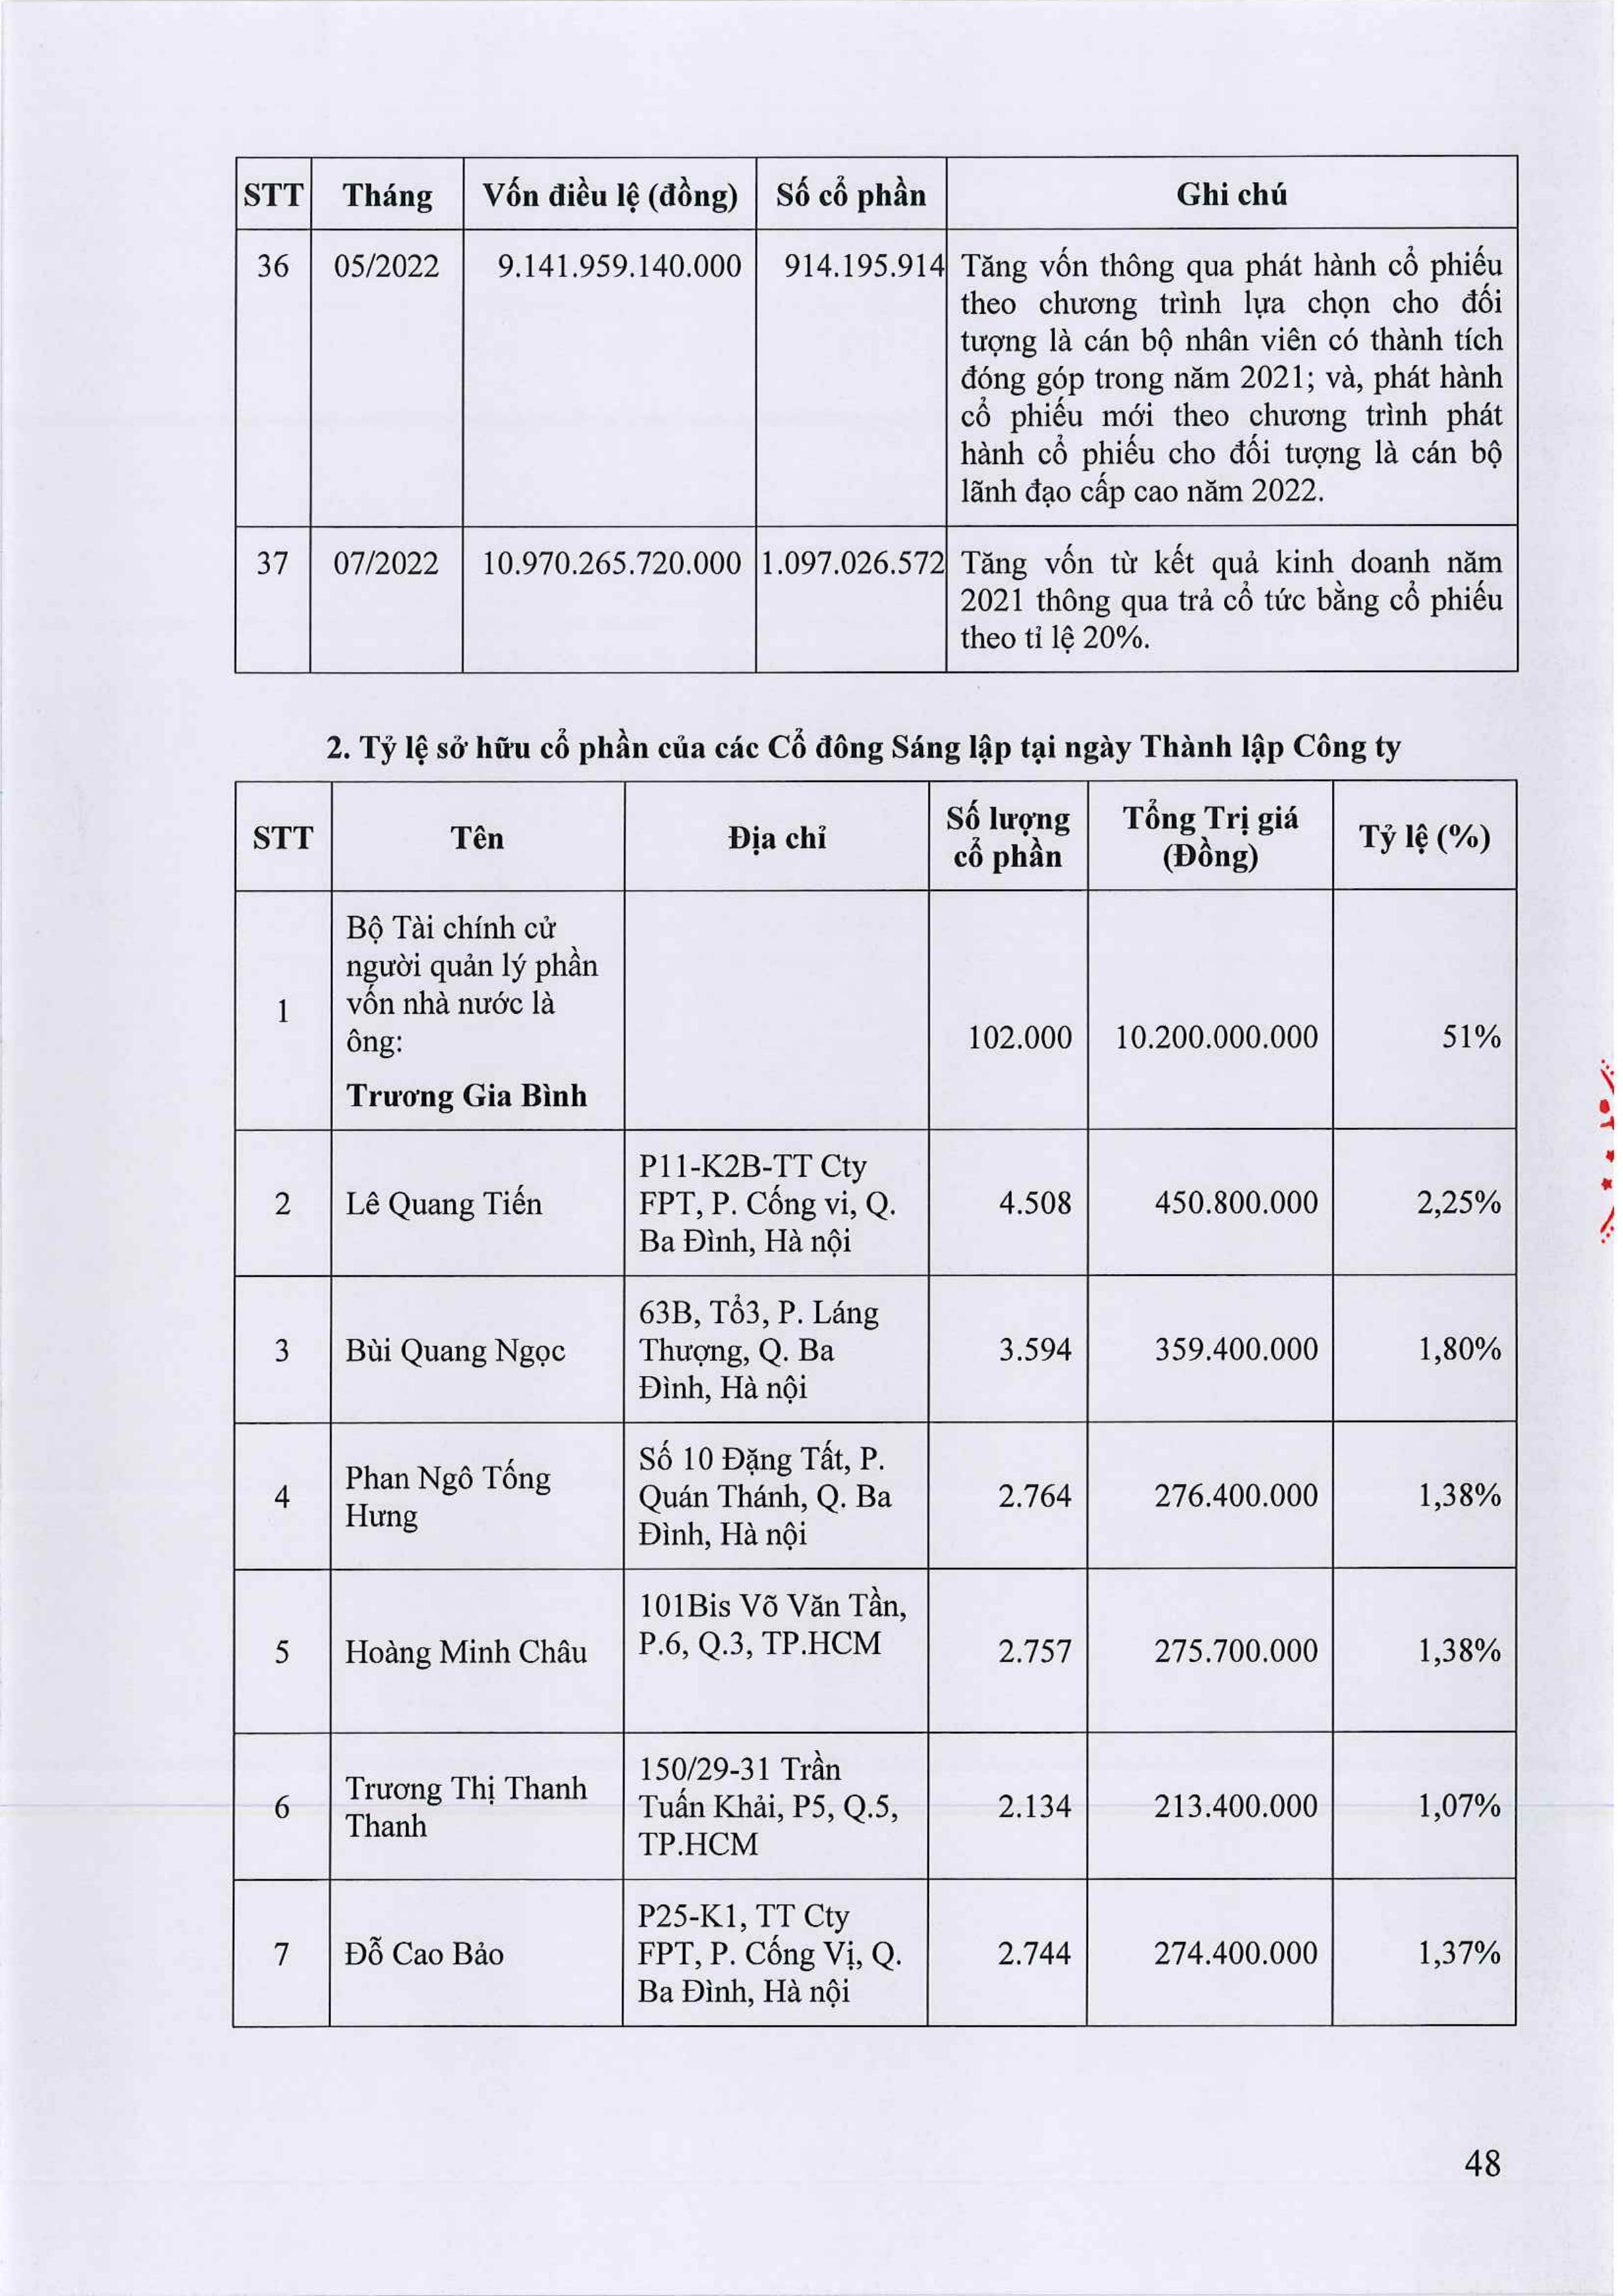 STT Tháng Vốn điều lệ (đồng) Số cổ phần Ghi chú
36 05/2022 9.141.959.140.000 914.195.914 Tăng vốn thông qua phát hành cổ phiếu
theo chương trình lựa chọn cho đối
tượng là cán bộ nhân viên có thành tích
đóng góp trong năm 2021; và, phát hành
cổ phiếu mới theo chương trình phát
hành cổ phiếu cho đối tượng là cán bộ
lãnh đạo cấp cao năm 2022.
37 07/2022 10.970.265.720.000 1.097.026.572 Tăng vốn từ kết quả kinh doanh năm
2021 thông qua trả cổ tức bằng cổ phiếu
theo tỉ lệ 20%.
2. Tỷ lệ sở hữu cổ phần của các Cổ đông Sáng lập tại ngày Thành lập Công ty
STT Tên Địa chỉ Số lượng cổ phần Tổng Trị giá (Đồng) Tỷ lệ (%)
1 Bộ Tài chính cử
người quản lý phần
vốn nhà nước là
ông:
Trương Gia Bình
102.000 10.200.000.000 51%
2 Lê Quang Tiến
P11-K2B-TT Cty
FPT, P. Cống vi, Q.
Ba Đình, Hà nội
4.508 450.800.000 2,25%
3 Bùi Quang Ngọc
63B, Tổ3, P. Láng
Thượng, Q. Ba
Đình, Hà nội
3.594 359.400.000 1,80%
4 Phan Ngô Tống
Hưng
Số 10 Đặng Tất, P.
Quán Thánh, Q. Ba
Đình, Hà nội
2.764 276.400.000 1,38%
5 Hoàng Minh Châu
101Bis Võ Văn Tần,
P.6, Q.3, TP.HCM
2.757 275.700.000 1,38%
6 Trương Thị Thanh
Thanh
150/29-31 Trần
Tuấn Khải, P5, Q.5,
TP.HCM
2.134 213.400.000 1,07%
7 Đỗ Cao Bảo
P25-K1, TT Cty
FPT, P. Cống Vị, Q.
Ba Đình, Hà nội
2.744 274.400.000 1,37%
48